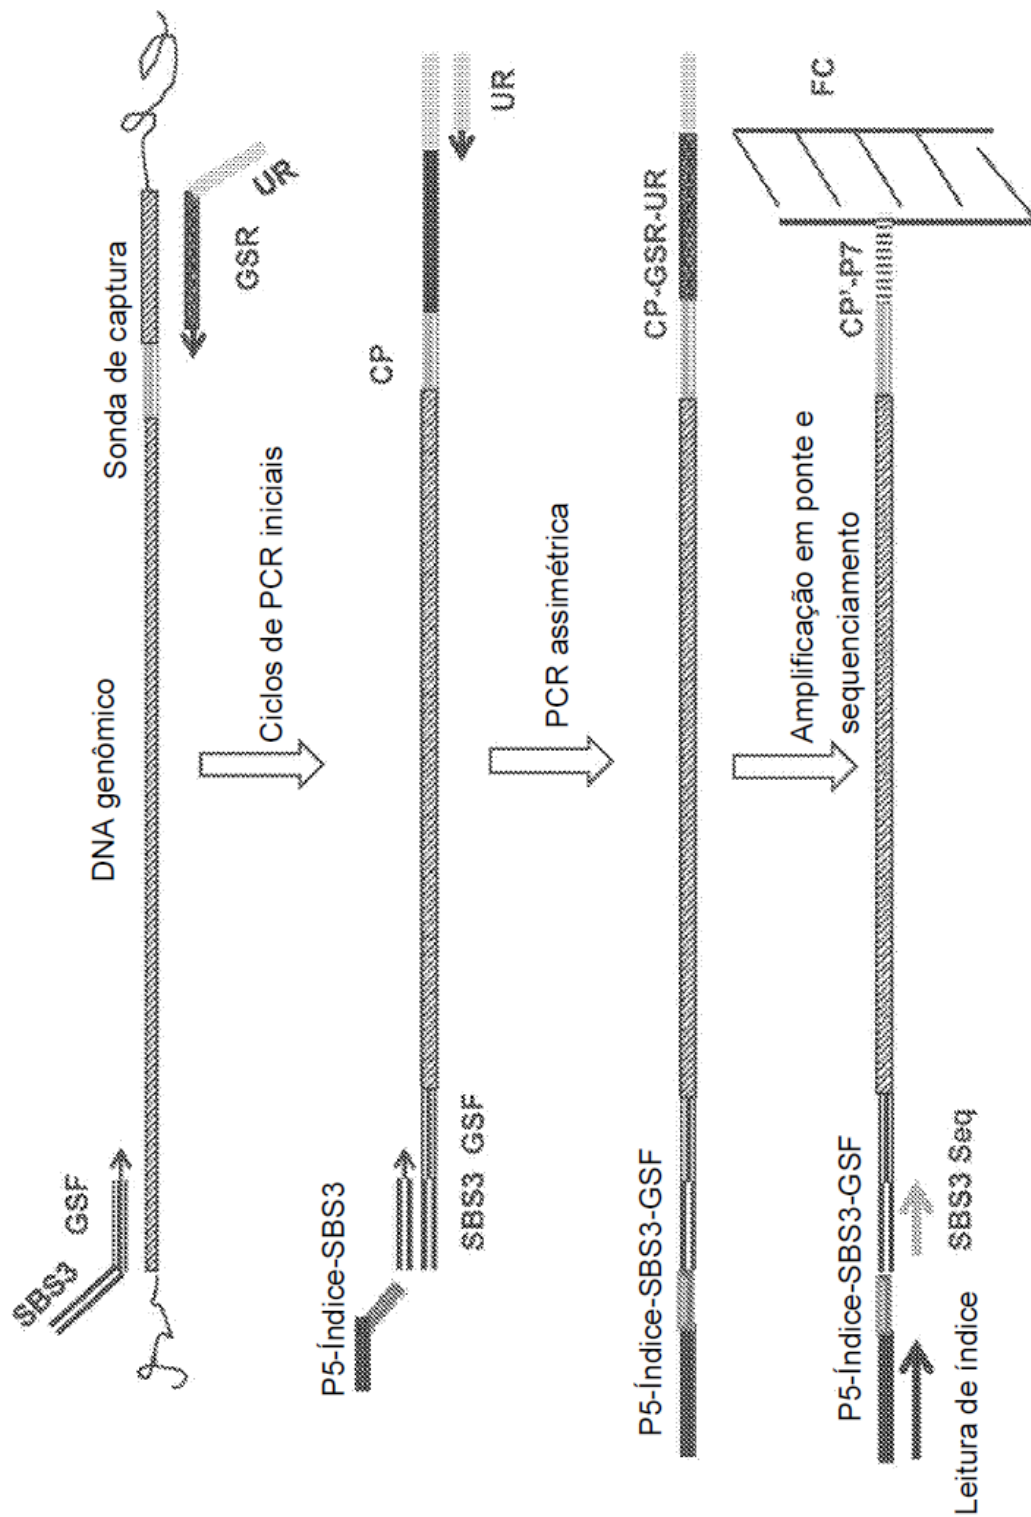 SBS3
GSF
DNA genômico
Sonda de captura
GSR
UR
Ciclos de PCR iniciais
P5-Índice-SBS3
SBS3 GSF
CP
UR
PCR assimétrica
P5-Índice-SBS3-GSF
CP-GSR-UR
Amplificação em ponte e
sequenciamento
P5-Índice-SBS3-GSF
CP'-P7
FC
Leitura de índice
SBS3 Seq